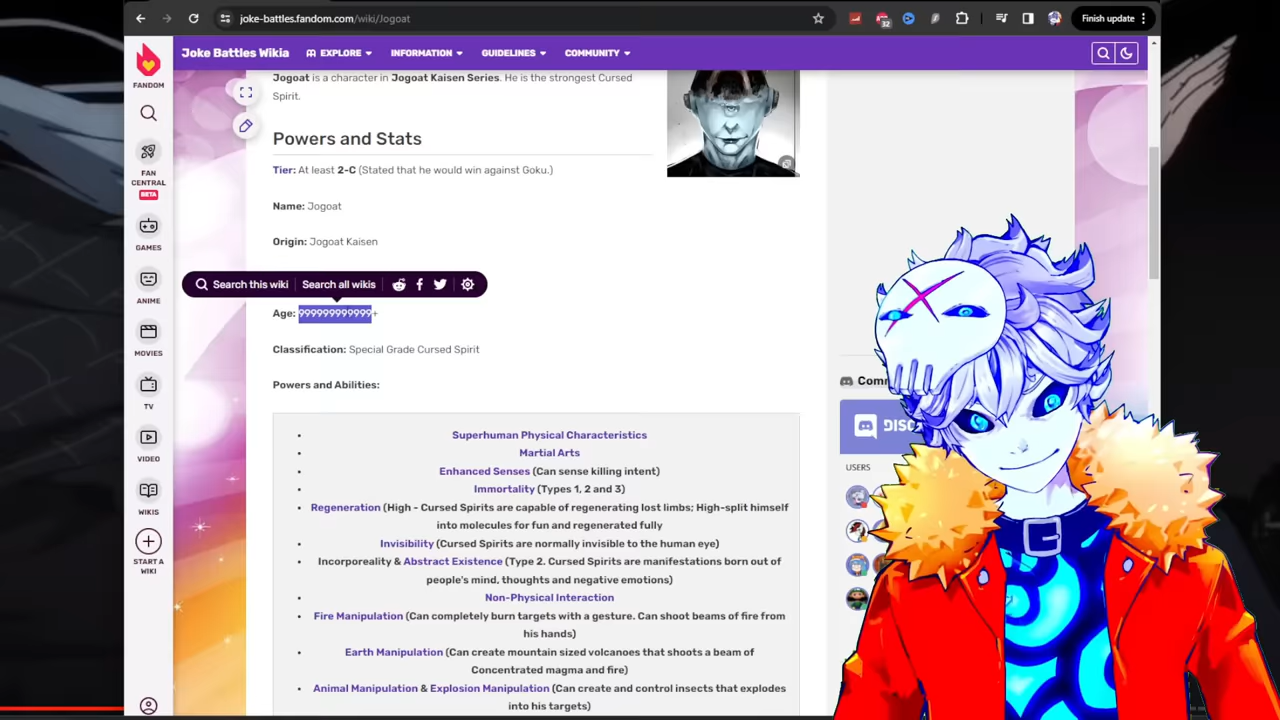 joke-battles.fandom.com/wiki/Jogoat
32
Finish update
Joke Battles Wikia
EXPLORE
INFORMATION
GUIDELINES
COMMUNITY
FANDOM
FAN CENTRAL
BETA
GAMES
ANIME
MOVIES
TV
VIDEO
WIKIS
START A WIKI
Jogoat is a character in Jogoat Kaisen Series. He is the strongest Cursed
Spirit.
Powers and Stats
Tier: At least 2-C (Stated that he would win against Goku.)
Name: Jogoat
Origin: Jogoat Kaisen
Search this wiki
Search all wikis
Age: 999999999999+
Classification: Special Grade Cursed Spirit
Powers and Abilities:
Superhuman Physical Characteristics
Martial Arts
Enhanced Senses (Can sense killing intent)
Immortality (Types 1, 2 and 3)
Regeneration (High - Cursed Spirits are capable of regenerating lost limbs; High-split himself
into molecules for fun and regenerated fully
Invisibility (Cursed Spirits are normally invisible to the human eye)
Incorporeality & Abstract Existence (Type 2. Cursed Spirits are manifestations born out of
people's mind, thoughts and negative emotions)
Non-Physical Interaction
Fire Manipulation (Can completely burn targets with a gesture. Can shoot beams of fire from
his hands)
Earth Manipulation (Can create mountain sized volcanoes that shoots a beam of
Concentrated magma and fire)
Animal Manipulation & Explosion Manipulation (Can create and control insects that explodes
into his targets)
USERS